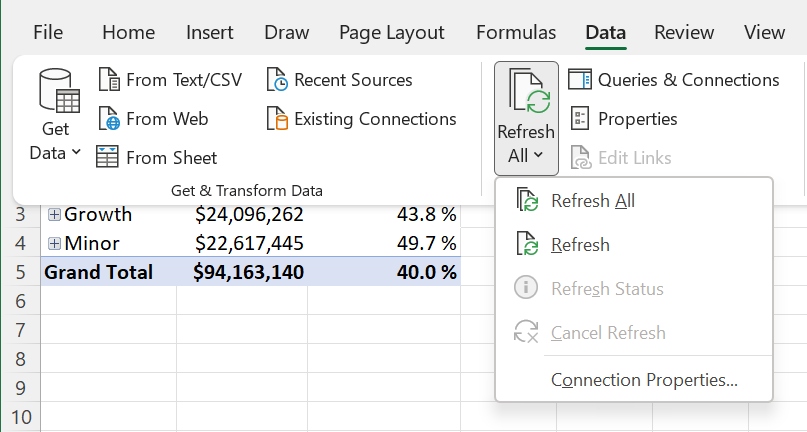 File Home Insert Draw Page Layout Formulas Data Review View
Get Data
From Text/CSV
From Web
From Sheet
Recent Sources
Existing Connections
Get & Transform Data
Refresh All
Queries & Connections
Properties
Edit Links
Refresh All
Refresh
Refresh Status
Cancel Refresh
Connection Properties...
3 Growth $24,096,262 43.8 %
4 Minor $22,617,445 49.7 %
5 Grand Total $94,163,140 40.0 %
6
7
8
9
10